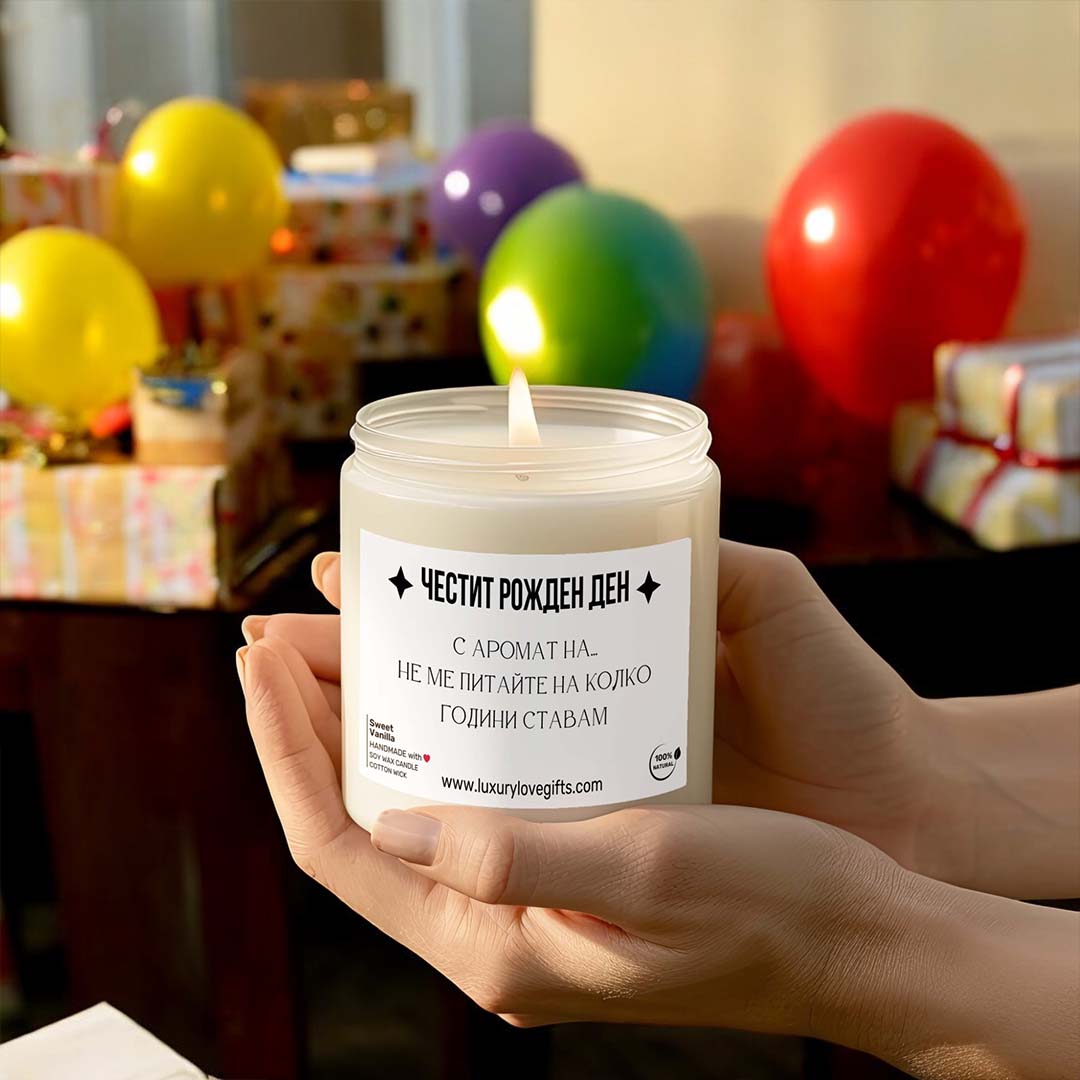 ЧЕСТИТ РОЖДЕН ДЕН
С АРОМАТ НА...
НЕ МЕ ПИТАЙТЕ НА КОЛКО
ГОДИНИ СТАВАМ
Sweet
Vanilla
HANDMADE with
SOY WAX CANDLE
COTTON WICK
100%
NATURAL
www.luxurylovegifts.com